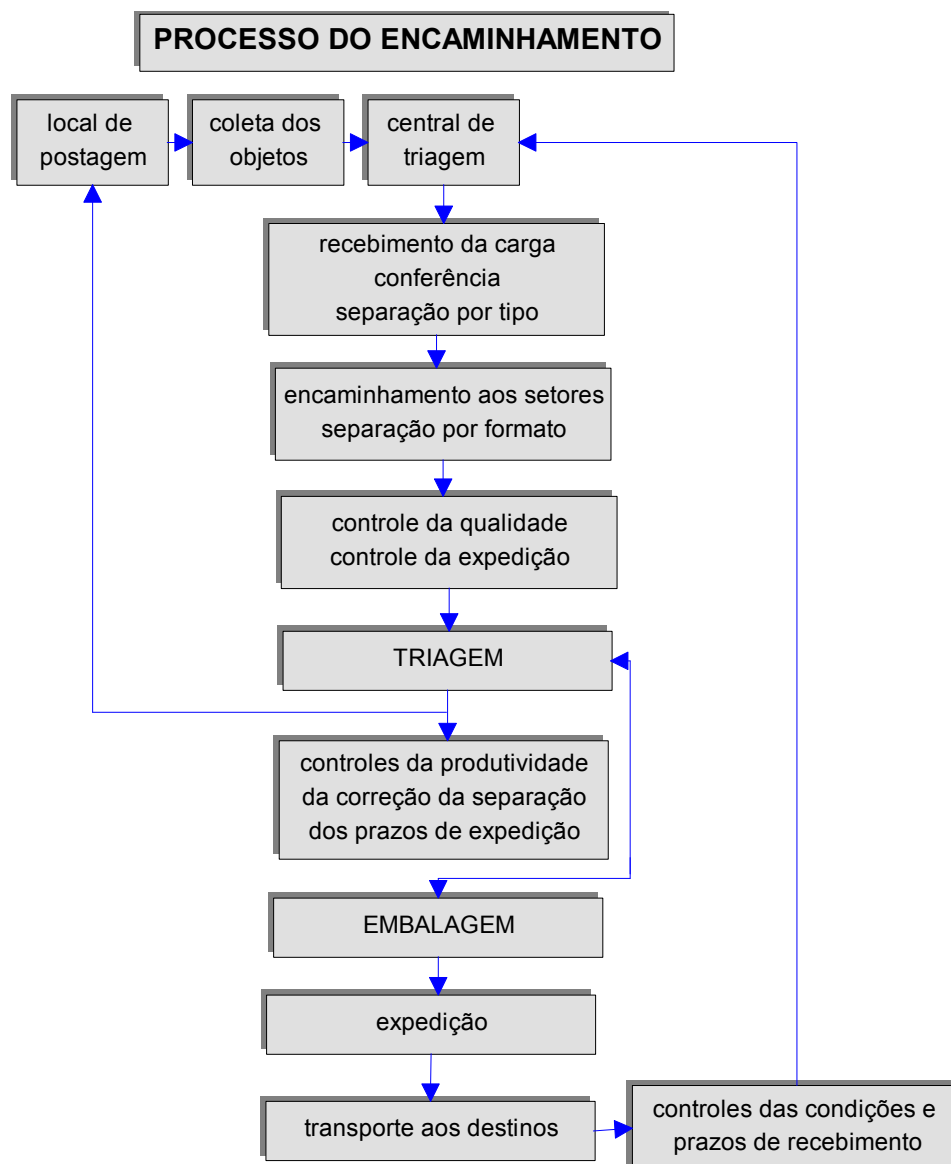 PROCESSO DO ENCAMINHAMENTO
local de
postagem
coleta dos
objetos
central de
triagem
recebimento da carga
conferência
separação por tipo
encaminhamento aos setores
separação por formato
controle da qualidade
controle da expedição
TRIAGEM
controles da produtividade
da correção da separação
dos prazos de expedição
EMBALAGEM
expedição
transporte aos destinos
controles das condições e
prazos de recebimento